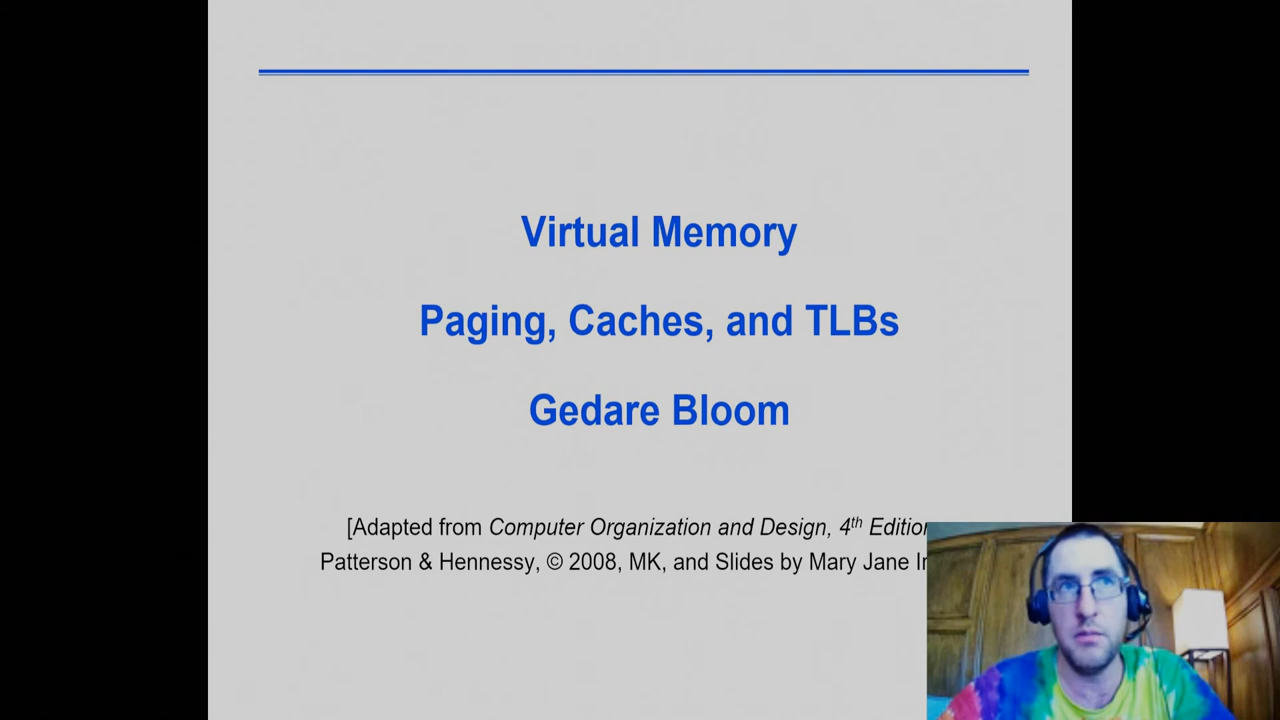 Virtual Memory
Paging, Caches, and TLBs
Gedare Bloom
[Adapted from Computer Organization and Design, 4th
Patterson & Hennessy, © 2008, MK, and Slides by Mary Jane